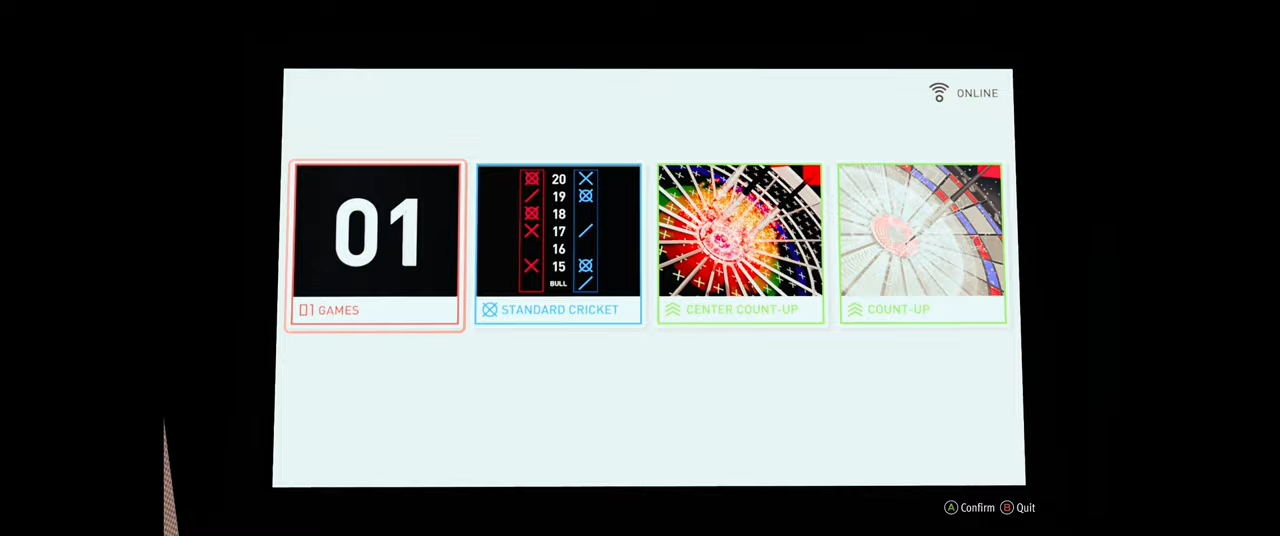 ONLINE
01
01 GAMES
20
19
18
17
16
15
BULL
STANDARD CRICKET
CENTER COUNT-UP
COUNT-UP
A Confirm B Quit